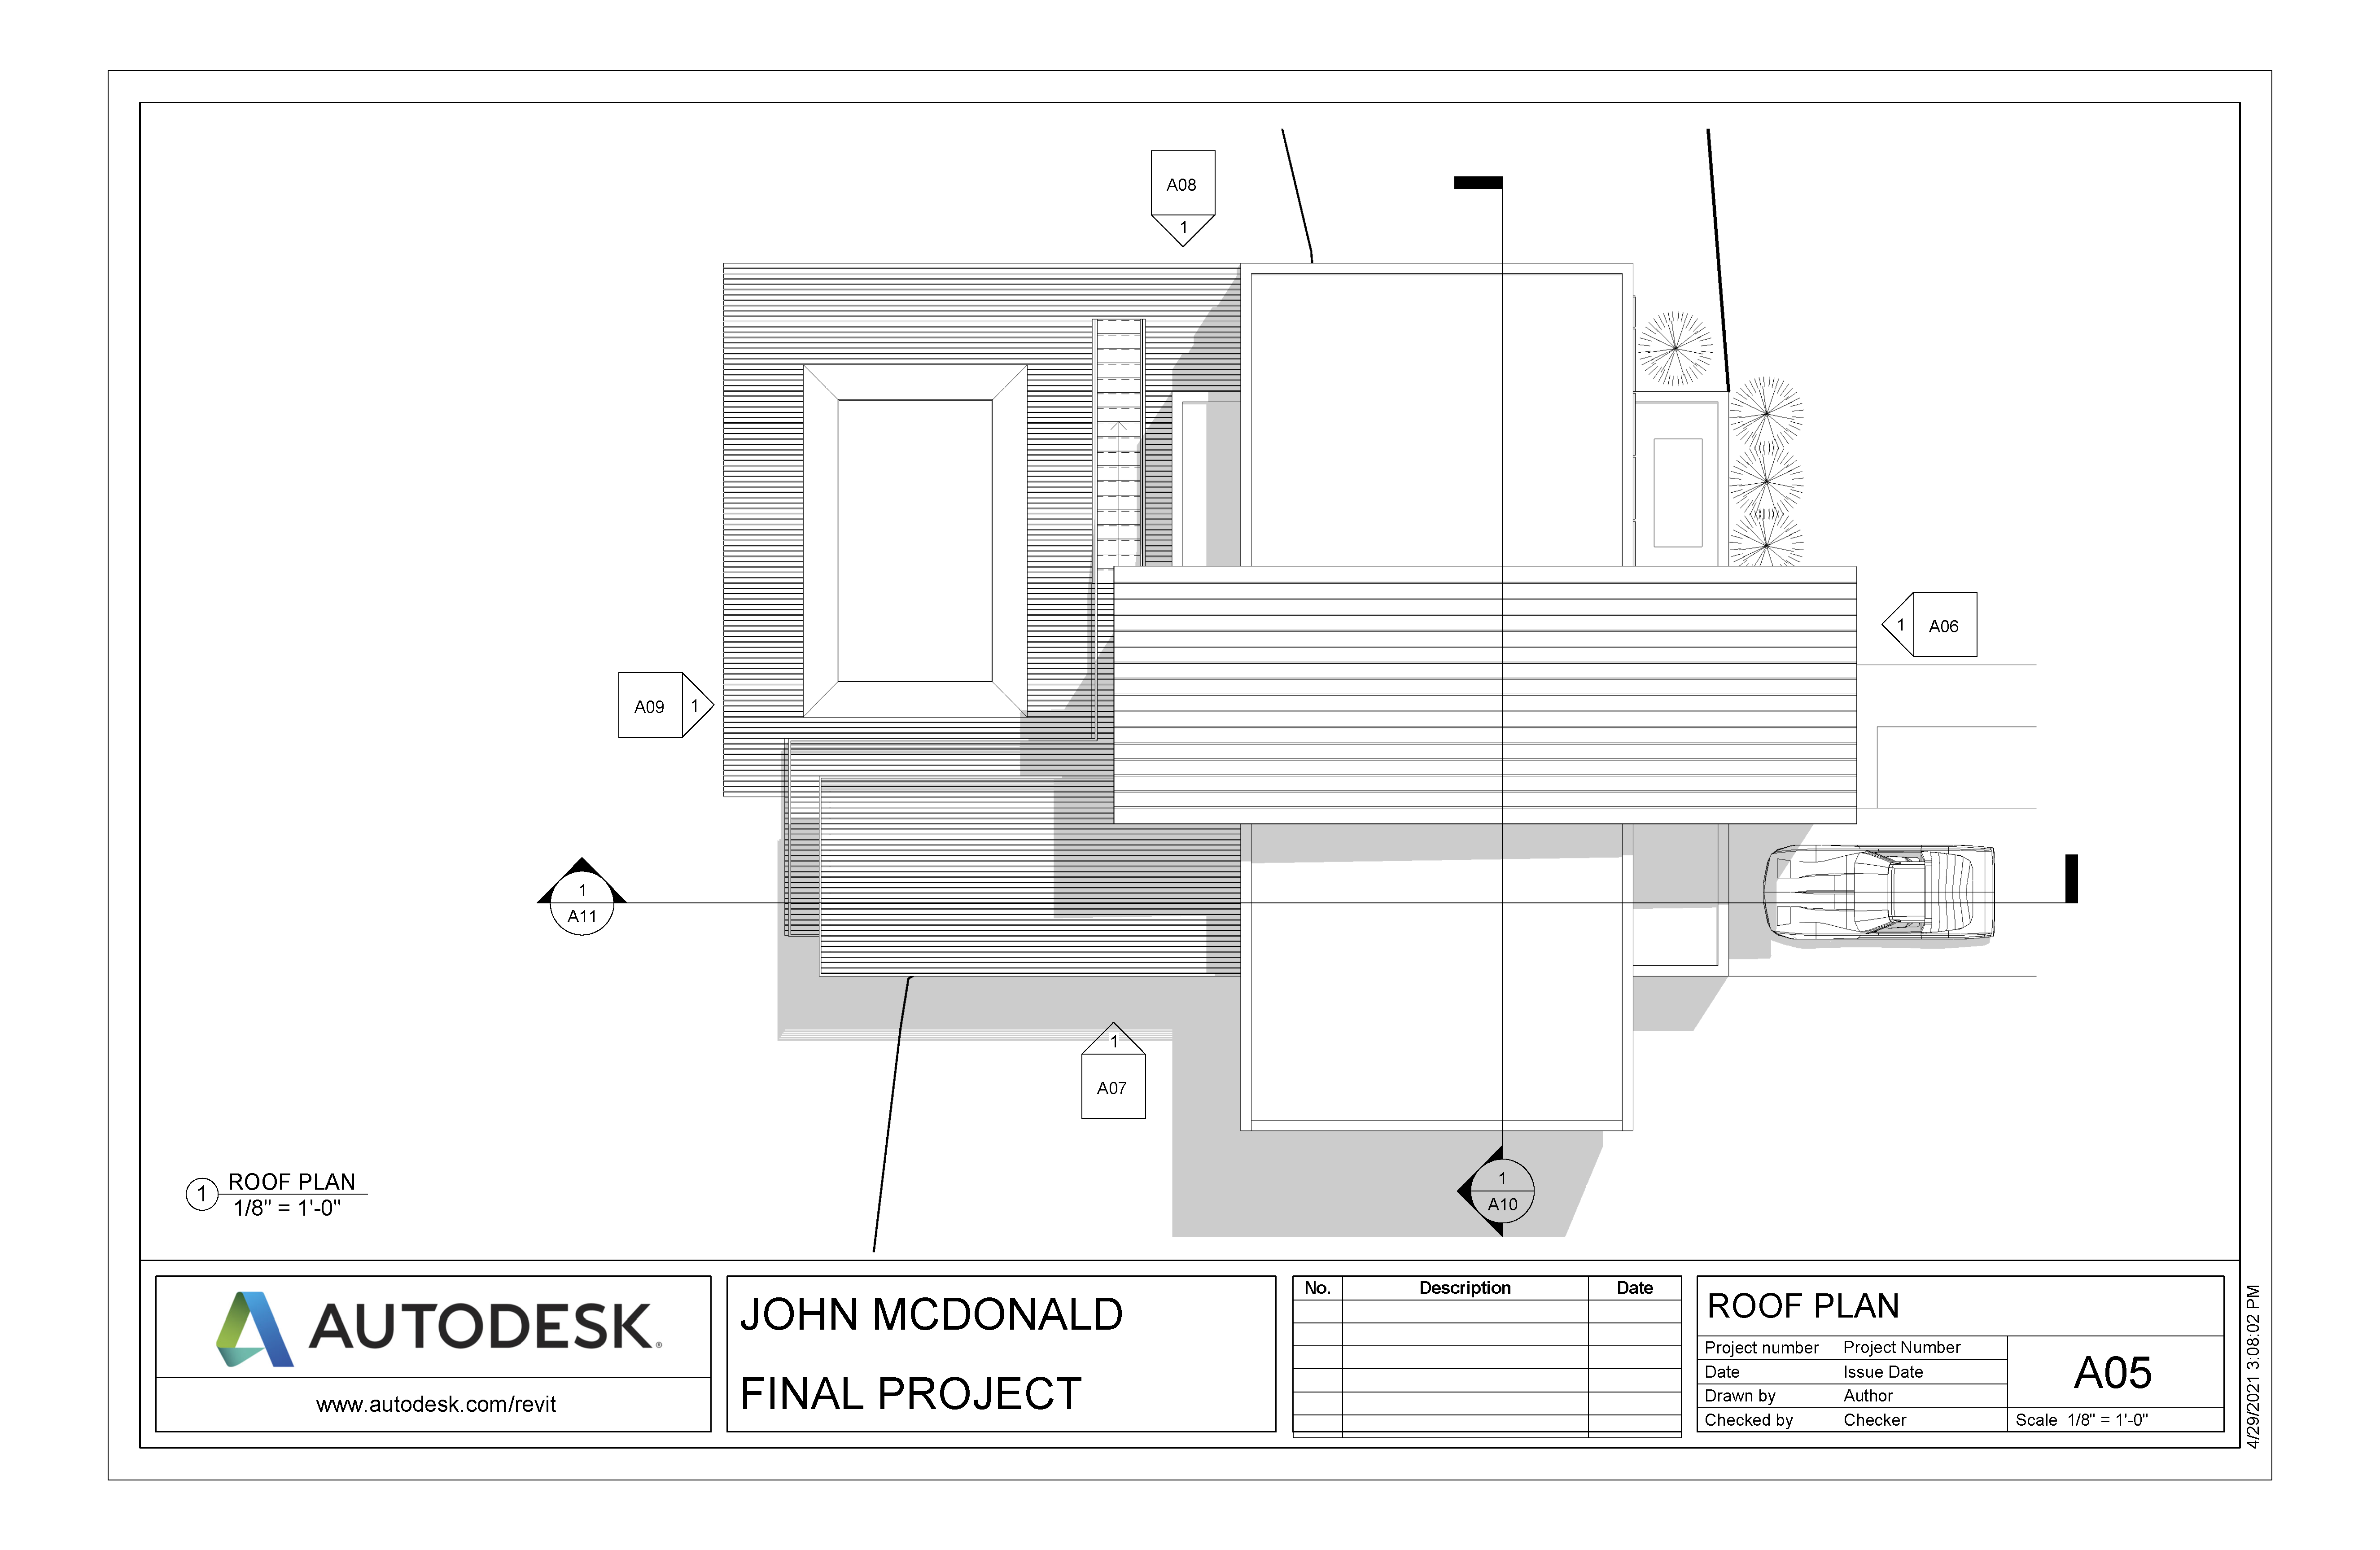 A08
1
1 A06
A09 1
1
A11
1
A07
1
A10
1 ROOF PLAN
1/8" = 1'-0"
AUTODESK®
www.autodesk.com/revit
JOHN MCDONALD
FINAL PROJECT
No. Description Date
ROOF PLAN
Project number Project Number
Date Issue Date
Drawn by Author
Checked by Checker
A05
Scale 1/8" = 1'-0"
4/29/2021 3:08:02 PM